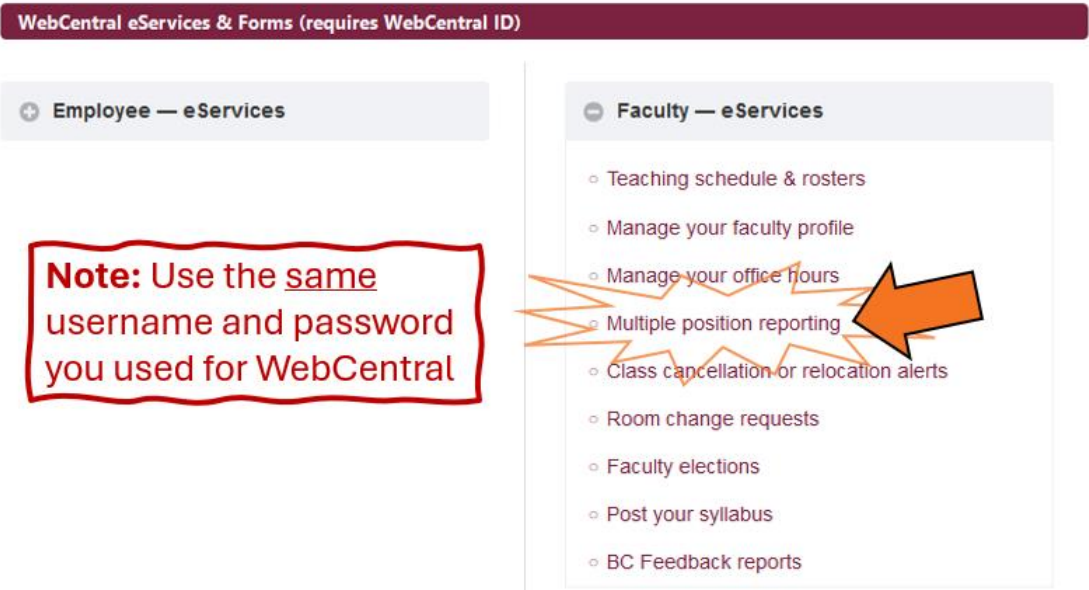 WebCentral eServices & Forms (requires WebCentral ID)
Employee — eServices
Note: Use the same
username and password
you used for WebCentral
Faculty — eServices
Teaching schedule & rosters
Manage your faculty profile
Manage your office hours
Multiple position reporting
Class cancellation or relocation alerts
Room change requests
Faculty elections
Post your syllabus
BC Feedback reports